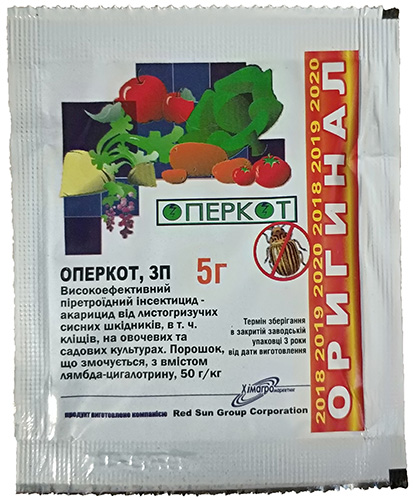 ОПЕРКОТ
ОПЕРКОТ, ЗП 5г
Високоефективний
піретроїдний інсектицид -
акарицид від листогризучих
сисних шкідників, в т. ч.
кліщів, на овочевих та
садових культурах. Порошок,
що змочується, з вмістом
лямбда-цигалотрину, 50 г/кг
Термін зберігання
в закритій заводській
упаковці 3 роки
від дати виготовлення
Хімагро
маркетинг
продукт виготовлено компанією Red Sun Group Corporation
2018 2019 2020 2018 2019 2020
ОРИГИНАЛ